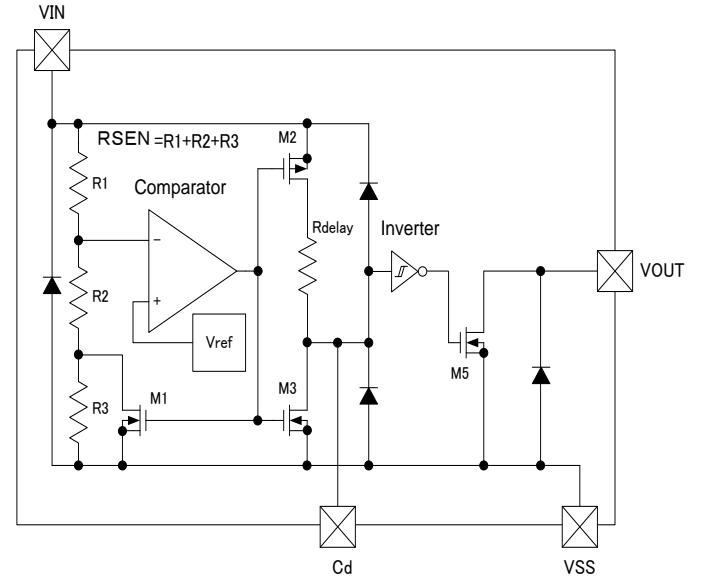 VIN
RSEN =R1+R2+R3
M2
R1
Comparator
Rdelay
Inverter
−
VOUT
R2
+
Vref
M5
R3
M1
M3
Cd
VSS